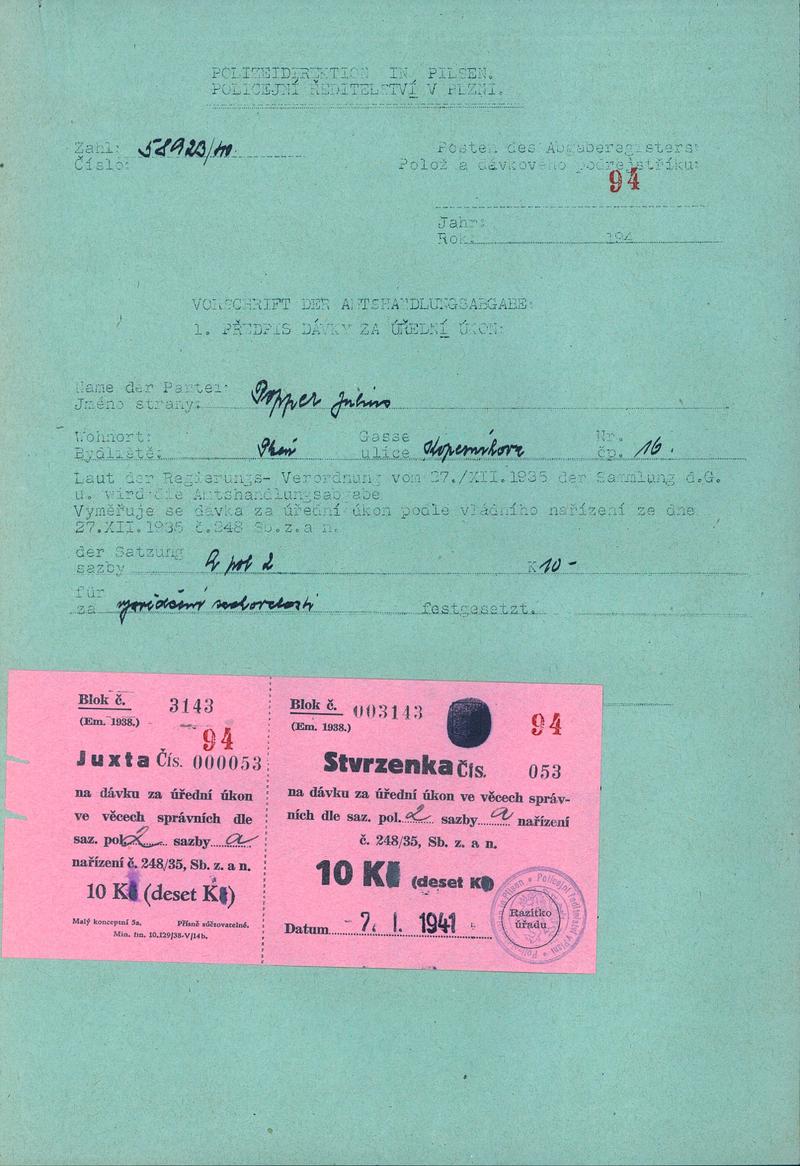 POLIZEIDIREKTION IN PILSEN.
POLICEJNÍ ŘEDITELSTVÍ V PLZNI.
Zahl: 58923/40.
Číslo:
Posten des Abgaberegisters:
Polož a dávkového podrejstříku:
94
Jahr:
Rok: 194
VORSCHRIFT DER AMTSHANDLUNGSABGABE:
1. PŘEDPIS DÁVKY ZA ÚŘEDNÍ ÚKON:
Name der Partei:
Jméno strany: Popper Julius
Wohnort: Gasse Nr.
Bydliště: Plzeň ulice Koperníkova čp. 16.
Laut der Regierungs- Verordnung vom 27./XII.1935 der Sammlung d.G.
u. wird die Amtshandlungsabgabe
Vyměřuje se dávka za úřední úkon podle vládního nařízení ze dne
27.XII.1935 č.248 Sb.z.a n.
der Satzung
sazby a pol 2 K 10 -
für
za festgesetzt.
Blok č. 3143
(Em. 1938.)
94
Juxta Čís. 000053
na dávku za úřední úkon
ve věcech správních dle
saz. pol. 2 sazby a
nařízení č. 248/35, Sb. z. a n.
10 K (deset K)
Malý konceptní 5a. Přísně súčtovatelné.
Min. fin. 10.129/38-V/14b.
Blok č. 003143
(Em. 1938.)
94
Stvrzenka Čís. 053
na dávku za úřední úkon ve věcech správ-
ních dle saz. pol. 2 sazby a nařízení
č. 248/35, Sb. z. a n.
10 K (deset K)
Datum - 7. I. 1941
Razítko
úřadu